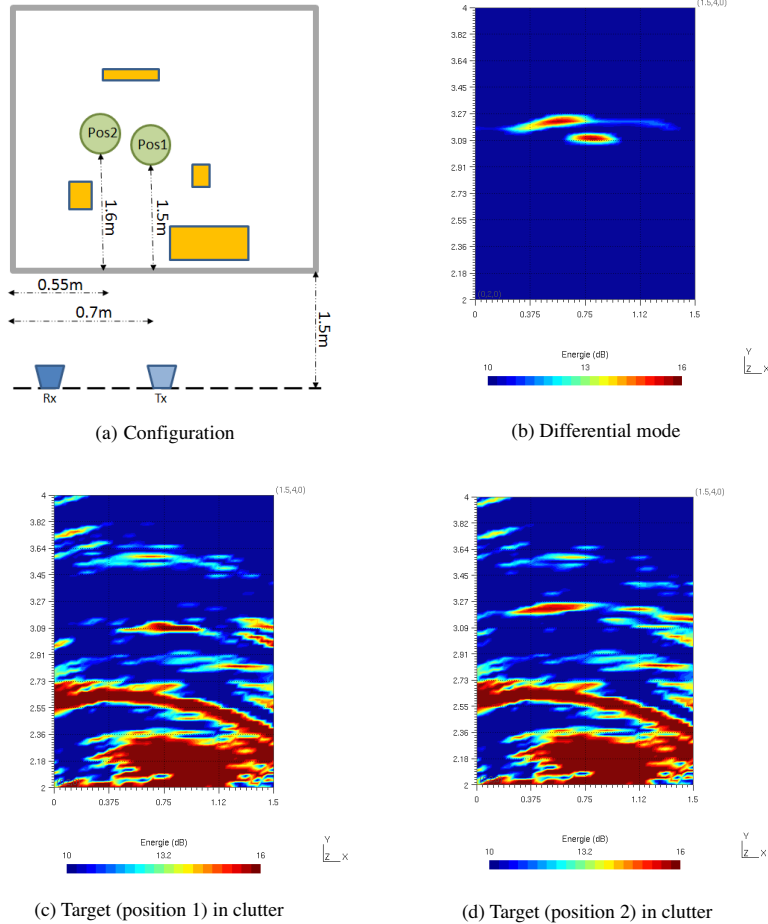 Pos2
Pos1
1.6m
1.5m
0.55m
0.7m
1.5m
Rx
Tx
(a) Configuration
(1.5,4,0)
4
3.82
3.64
3.45
3.27
3.09
2.91
2.73
2.55
2.36
2.18
2
(0,2,0)
0 0.375 0.75 1.12 1.5
Energie (dB)
10 13 16
Y
Z X
(b) Differential mode
(1.5,4,0)
4
3.82
3.64
3.45
3.27
3.09
2.91
2.73
2.55
2.36
2.18
2
0 0.375 0.75 1.12 1.5
Energie (dB)
10 13.2 16
Y
Z X
(c) Target (position 1) in clutter
(1.5,4,0)
4
3.82
3.64
3.45
3.27
3.09
2.91
2.73
2.55
2.36
2.18
2
0 0.375 0.75 1.12 1.5
Energie (dB)
10 13.2 16
Y
Z X
(d) Target (position 2) in clutter